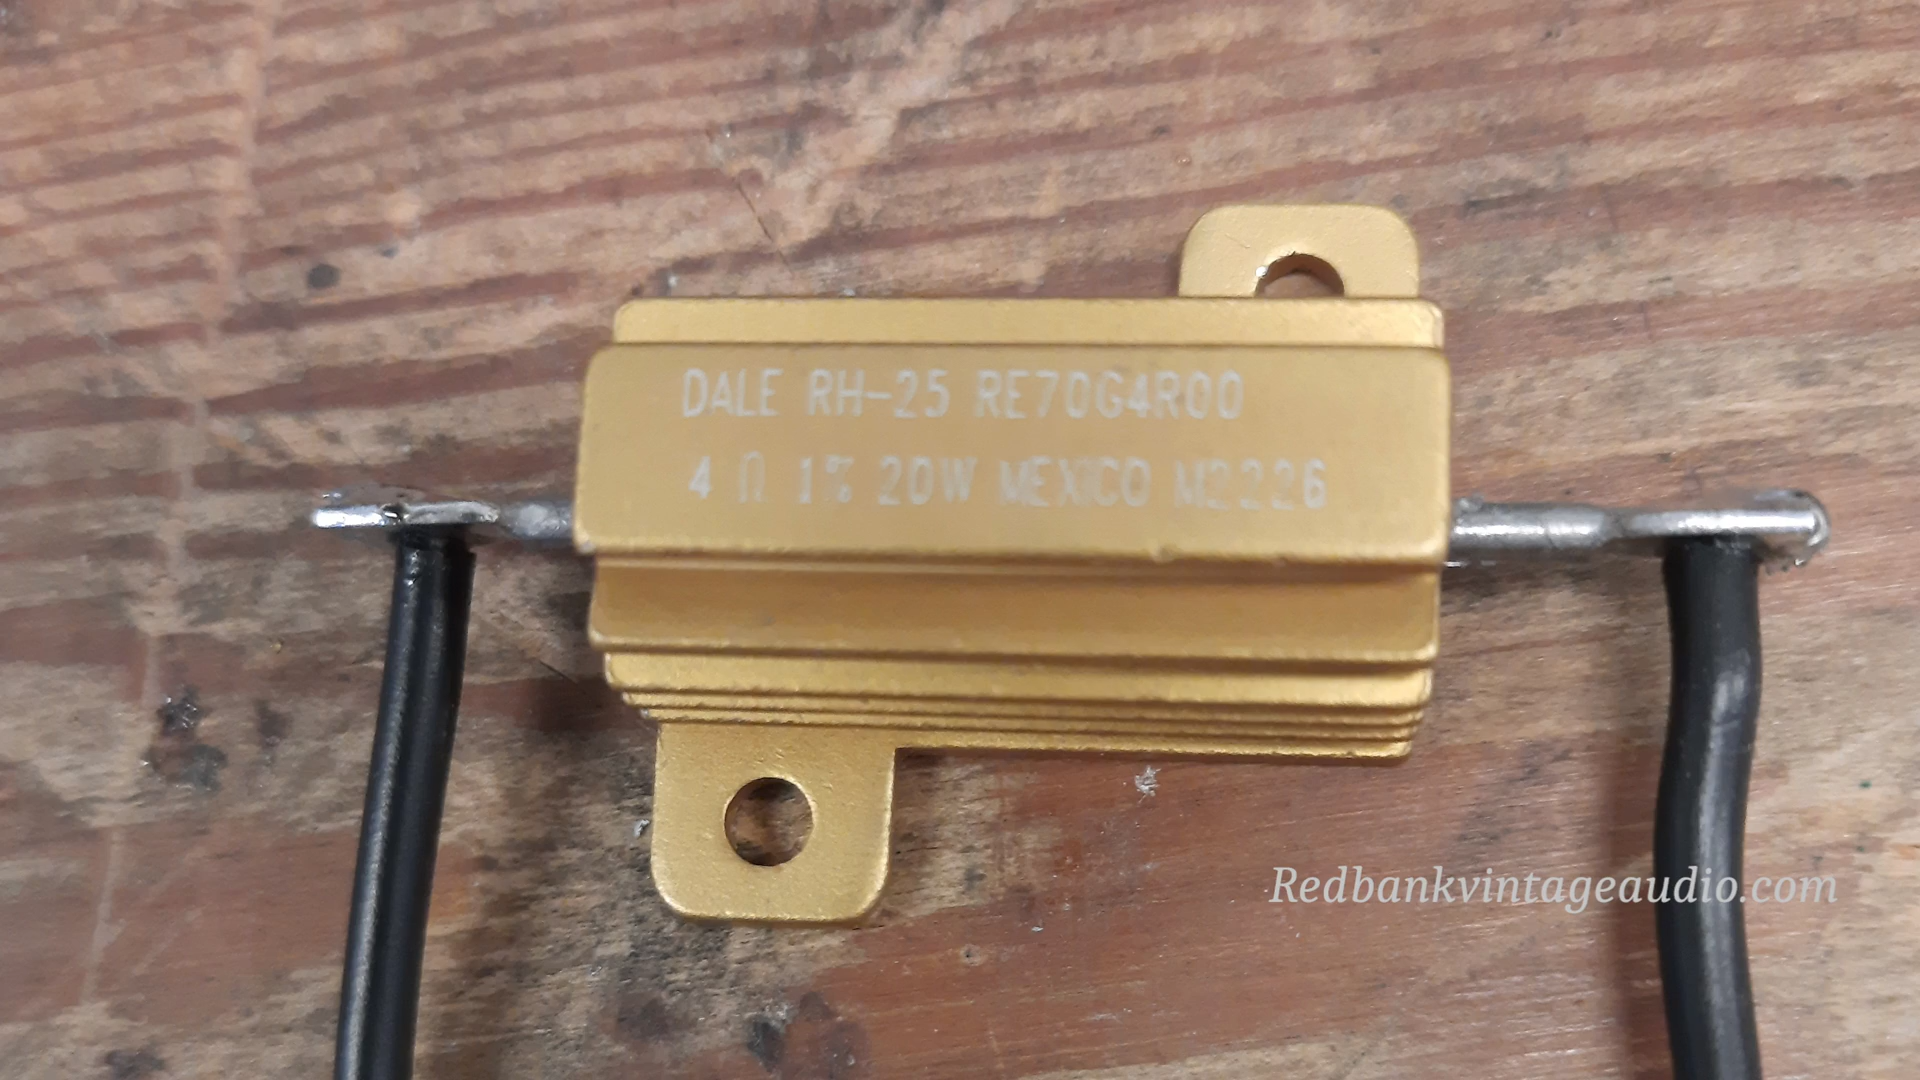 DALE RH-25 RE70G4R00
4 Ω 1% 20W MEXICO M2226
Redbankvintageaudio.com